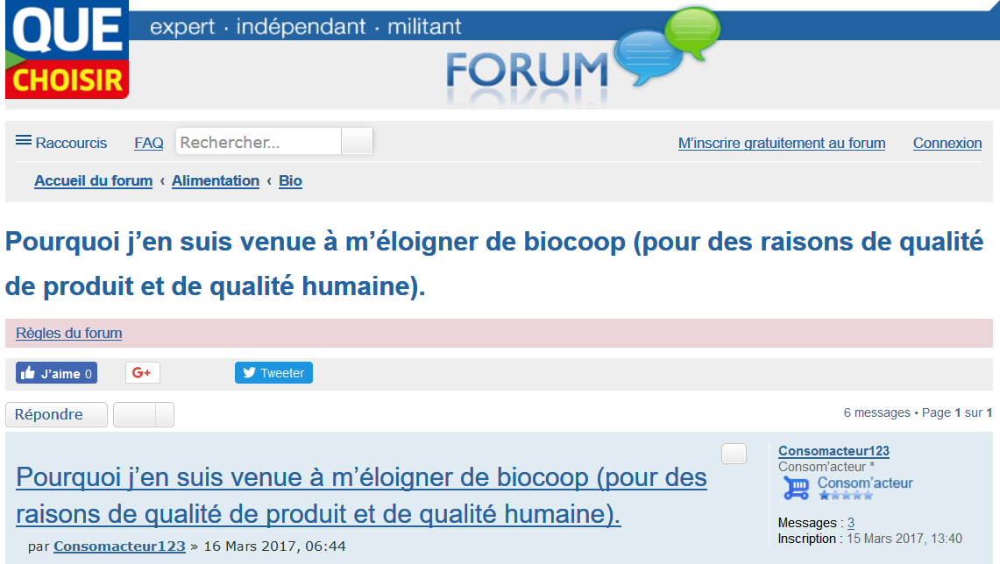 QUE
CHOISIR
expert · indépendant · militant
FORUM
Raccourcis FAQ Rechercher... M’inscrire gratuitement au forum Connexion
Accueil du forum ‹ Alimentation ‹ Bio
Pourquoi j’en suis venue à m’éloigner de biocoop (pour des raisons de qualité
de produit et de qualité humaine).
Règles du forum
J’aime 0 G+ Tweeter
Répondre 6 messages • Page 1 sur 1
Pourquoi j’en suis venue à m’éloigner de biocoop (pour des
raisons de qualité de produit et de qualité humaine).
par Consomacteur123 » 16 Mars 2017, 06:44
Consomacteur123
Consom'acteur *
Consom’acteur
Messages : 3
Inscription : 15 Mars 2017, 13:40